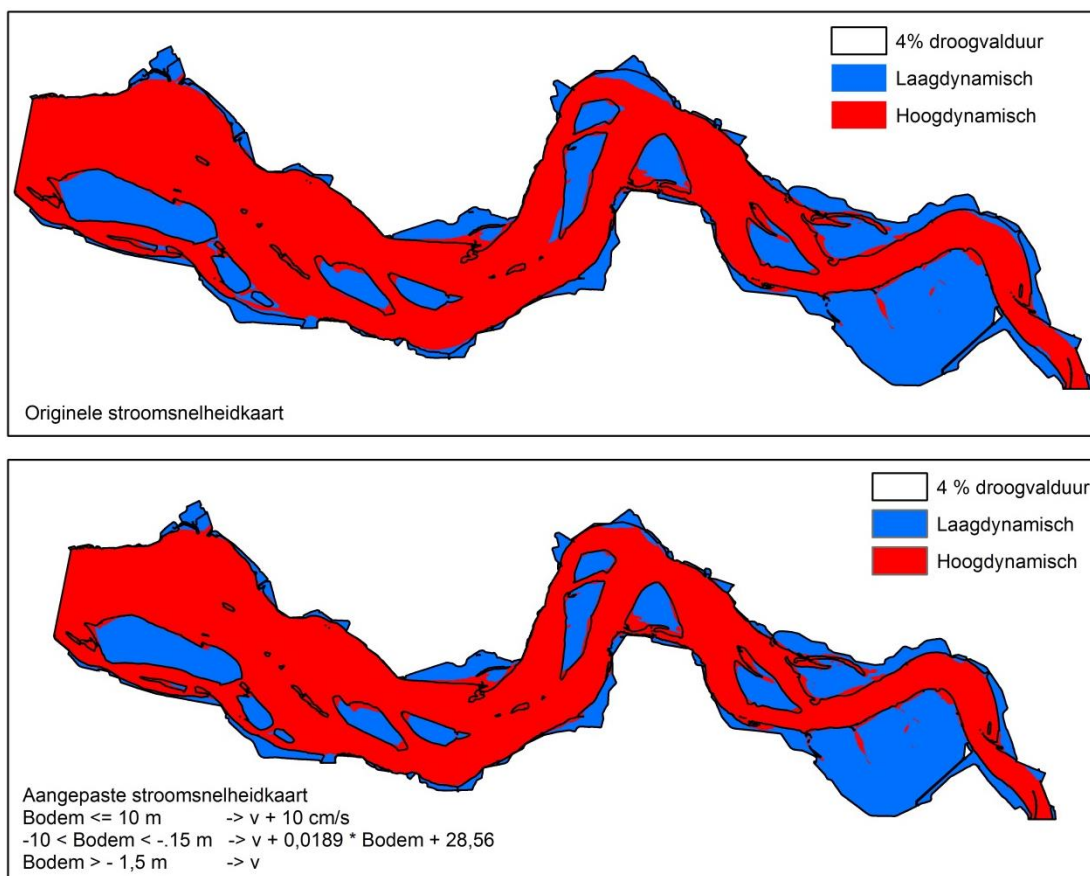 4% droogvalduur
Laagdynamisch
Hoogdynamisch
Originele stroomsnelheidkaart
4 % droogvalduur
Laagdynamisch
Hoogdynamisch
Aangepaste stroomsnelheidkaart
Bodem <= 10 m -> v + 10 cm/s
-10 < Bodem < -.15 m -> v + 0,0189 * Bodem + 28,56
Bodem > - 1,5 m -> v